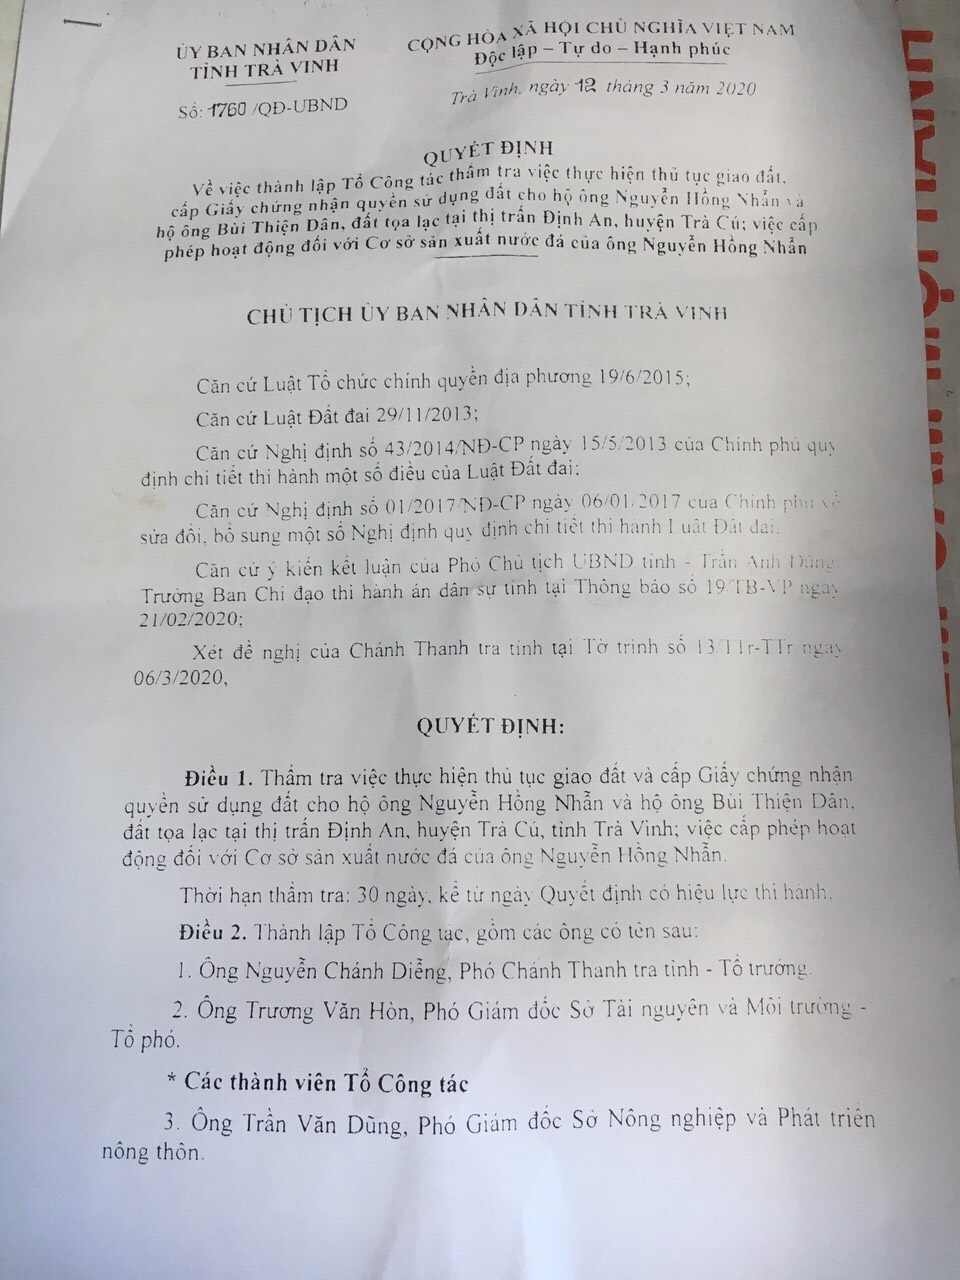 ỦY BAN NHÂN DÂN
TỈNH TRÀ VINH
Số: 1760 /QĐ-UBND
CỘNG HÒA XÃ HỘI CHỦ NGHĨA VIỆT NAM
Độc lập – Tự do – Hạnh phúc
Trà Vinh, ngày 12 tháng 3 năm 2020
QUYẾT ĐỊNH
Về việc thành lập Tổ Công tác thẩm tra việc thực hiện thủ tục giao đất,
cấp Giấy chứng nhận quyền sử dụng đất cho hộ ông Nguyễn Hồng Nhẫn và
hộ ông Bùi Thiện Dân, đất tọa lạc tại thị trấn Định An, huyện Trà Cú; việc cấp
phép hoạt động đối với Cơ sở sản xuất nước đá của ông Nguyễn Hồng Nhẫn
CHỦ TỊCH ỦY BAN NHÂN DÂN TỈNH TRÀ VINH
Căn cứ Luật Tổ chức chính quyền địa phương 19/6/2015;
Căn cứ Luật Đất đai 29/11/2013;
Căn cứ Nghị định số 43/2014/NĐ-CP ngày 15/5/2013 của Chính phủ quy
định chi tiết thi hành một số điều của Luật Đất đai;
Căn cứ Nghị định số 01/2017/NĐ-CP ngày 06/01/2017 của Chính phủ về
sửa đổi, bổ sung một số Nghị định quy định chi tiết thi hành Luật Đất đai.
Căn cứ ý kiến kết luận của Phó Chủ tịch UBND tỉnh - Trần Anh Dũng,
Trưởng Ban Chỉ đạo thi hành án dân sự tỉnh tại Thông báo số 19/TB-VP ngày
21/02/2020;
Xét đề nghị của Chánh Thanh tra tỉnh tại Tờ trình số 13/TTr-TTr ngày
06/3/2020,
QUYẾT ĐỊNH:
Điều 1. Thẩm tra việc thực hiện thủ tục giao đất và cấp Giấy chứng nhận
quyền sử dụng đất cho hộ ông Nguyễn Hồng Nhẫn và hộ ông Bùi Thiện Dân,
đất tọa lạc tại thị trấn Định An, huyện Trà Cú, tỉnh Trà Vinh; việc cấp phép hoạt
động đối với Cơ sở sản xuất nước đá của ông Nguyễn Hồng Nhẫn.
Thời hạn thẩm tra: 30 ngày, kể từ ngày Quyết định có hiệu lực thi hành.
Điều 2. Thành lập Tổ Công tác, gồm các ông có tên sau:
1. Ông Nguyễn Chánh Diềng, Phó Chánh Thanh tra tỉnh - Tổ trưởng.
2. Ông Trương Văn Hòn, Phó Giám đốc Sở Tài nguyên và Môi trường -
Tổ phó.
* Các thành viên Tổ Công tác
3. Ông Trần Văn Dũng, Phó Giám đốc Sở Nông nghiệp và Phát triển
nông thôn.